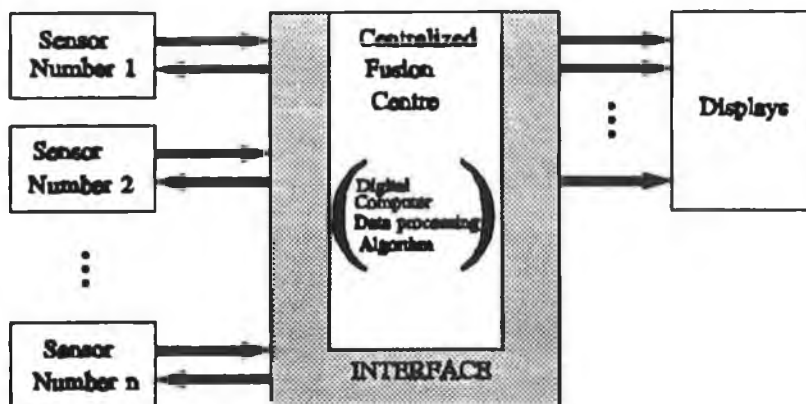 Sensor
Number 1
Sensor
Number 2
Sensor
Number n
Centralized
Fusion
Centre
Digital
Computer
Data processing
Algorithm
INTERFACE
Displays